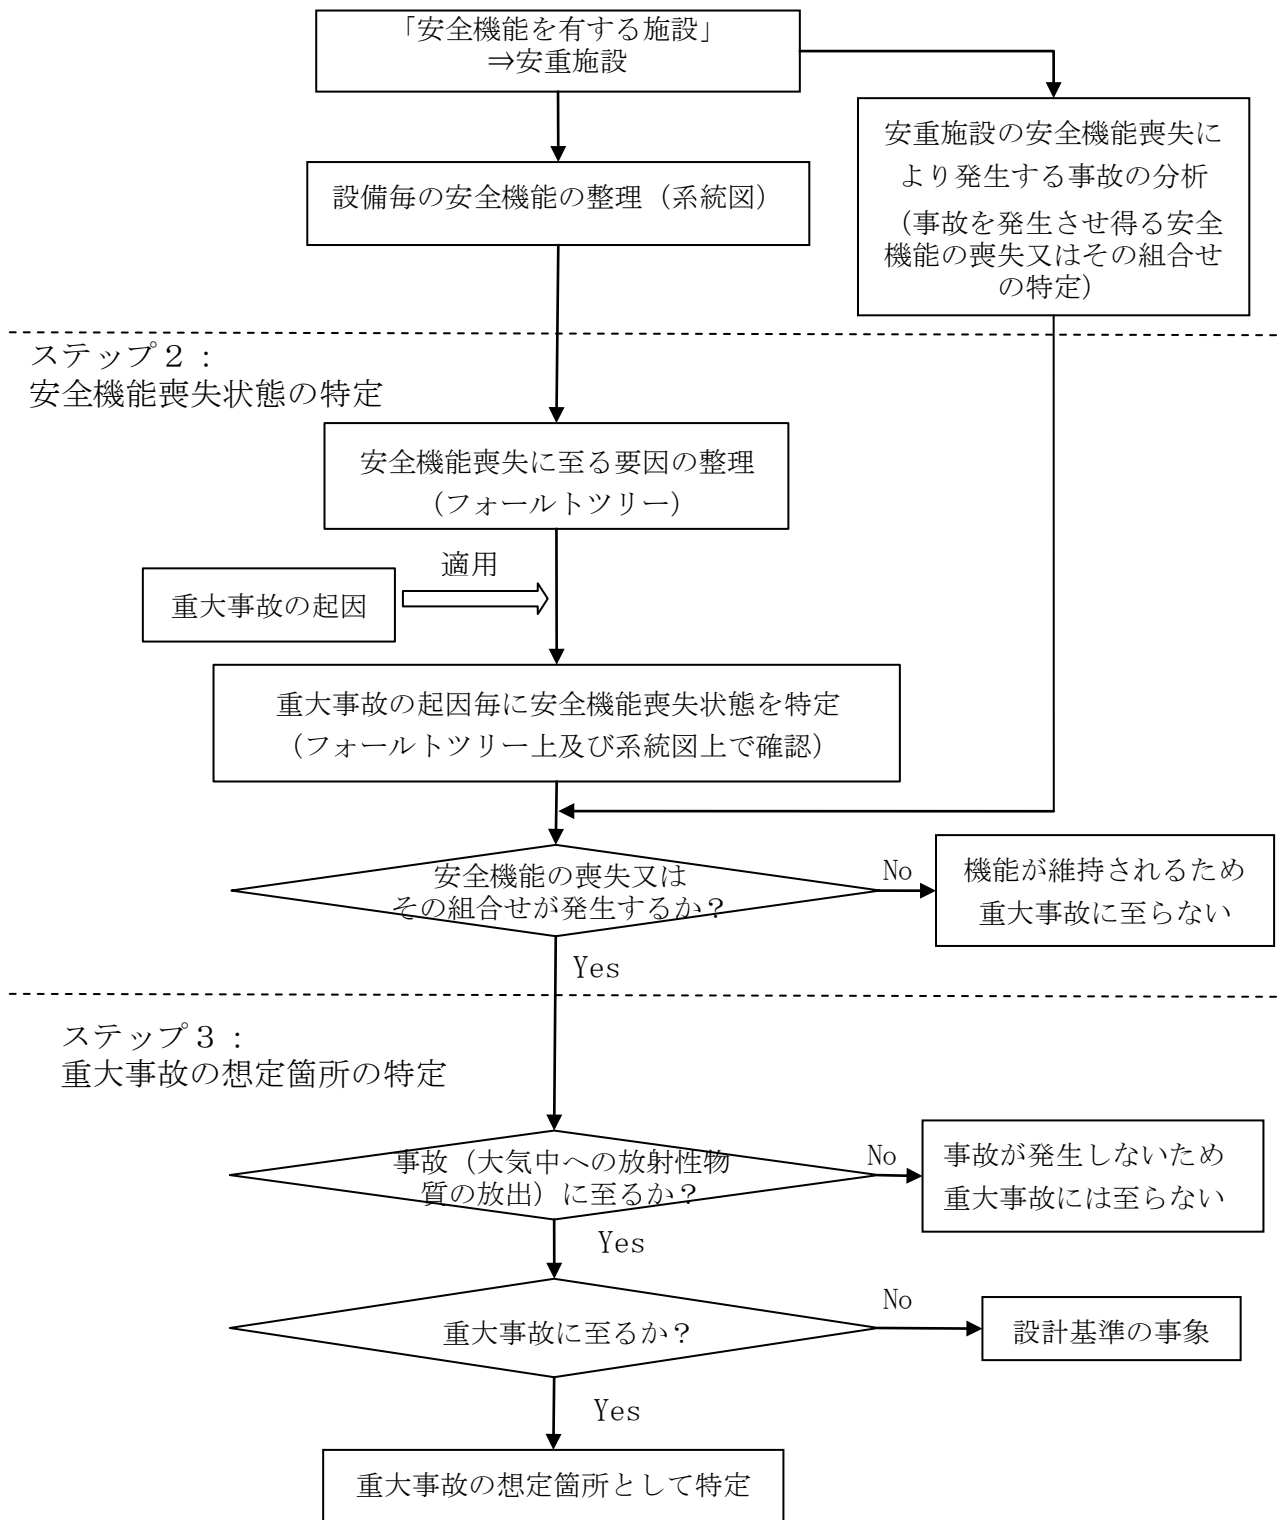 「安全機能を有する施設」
⇒安重施設
安重施設の安全機能喪失に
より発生する事故の分析
（事故を発生させ得る安全
機能の喪失又はその組合せ
の特定）
設備毎の安全機能の整理（系統図）
ステップ２：
安全機能喪失状態の特定
安全機能喪失に至る要因の整理
（フォールトツリー）
適用
重大事故の起因
重大事故の起因毎に安全機能喪失状態を特定
（フォールトツリー上及び系統図上で確認）
安全機能の喪失又は
その組合せが発生するか？
No
機能が維持されるため
重大事故に至らない
Yes
ステップ３：
重大事故の想定箇所の特定
事故（大気中への放射性物
質の放出）に至るか？
No
事故が発生しないため
重大事故には至らない
Yes
重大事故に至るか？
No
設計基準の事象
Yes
重大事故の想定箇所として特定